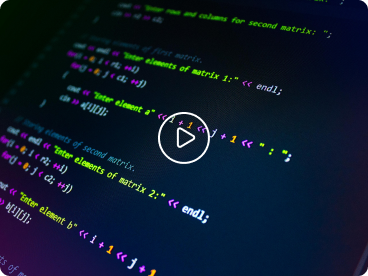 cout << "Enter rows and columns for second matrix: ";
cin >> r2 >> c2;
// Storing elements of first matrix.
cout << endl << "Enter elements of matrix 1:" << endl;
for(i = 0; i < r1; ++i)
for(j = 0; j < c1; ++j)
{
cout << "Enter element a" << i + 1 << j + 1 << " : ";
cin >> a[i][j];
}
// Storing elements of second matrix.
cout << endl << "Enter elements of matrix 2:" << endl;
for(i = 0; i < r2; ++i)
for(j = 0; j < c2; ++j)
<< "Enter element b" << i + 1 << j + 1
>> b[i][j];